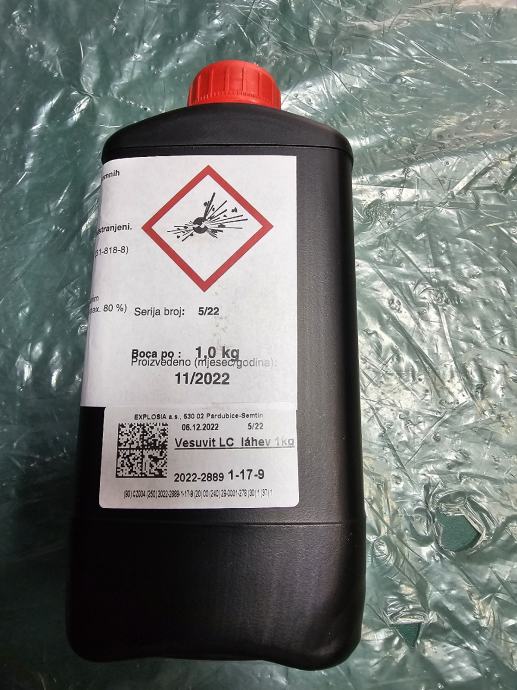 omnih
stranjeni.
31-818-8)
ax. 80 %)
Serija broj: 5/22
Boca po : 1,0 kg
Proizvedeno (mjesec/godina):
11/2022
EXPLOSIA a.s., 530 02 Pardubice-Semtín
06.12.2022 5/22
Vesuvit LC láhev 1kg
2022-2889 1-17-9